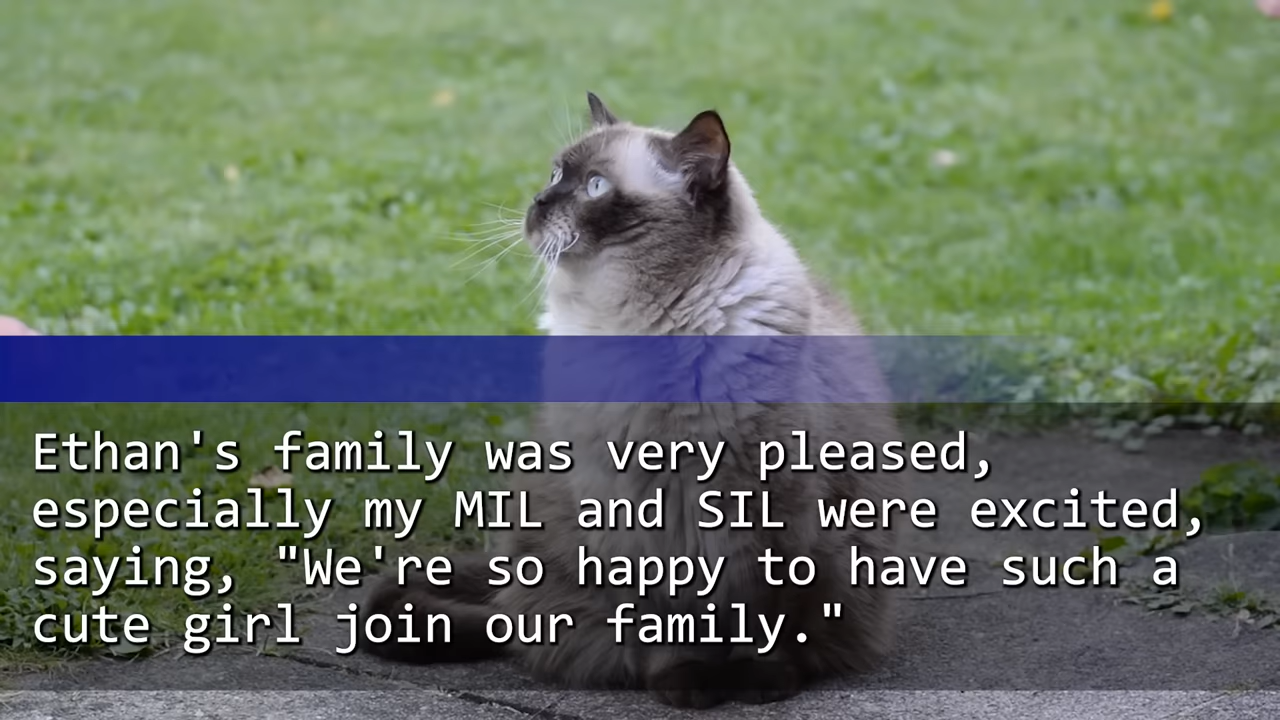 Ethan's family was very pleased,
especially my MIL and SIL were excited,
saying, "We're so happy to have such a
cute girl join our family."